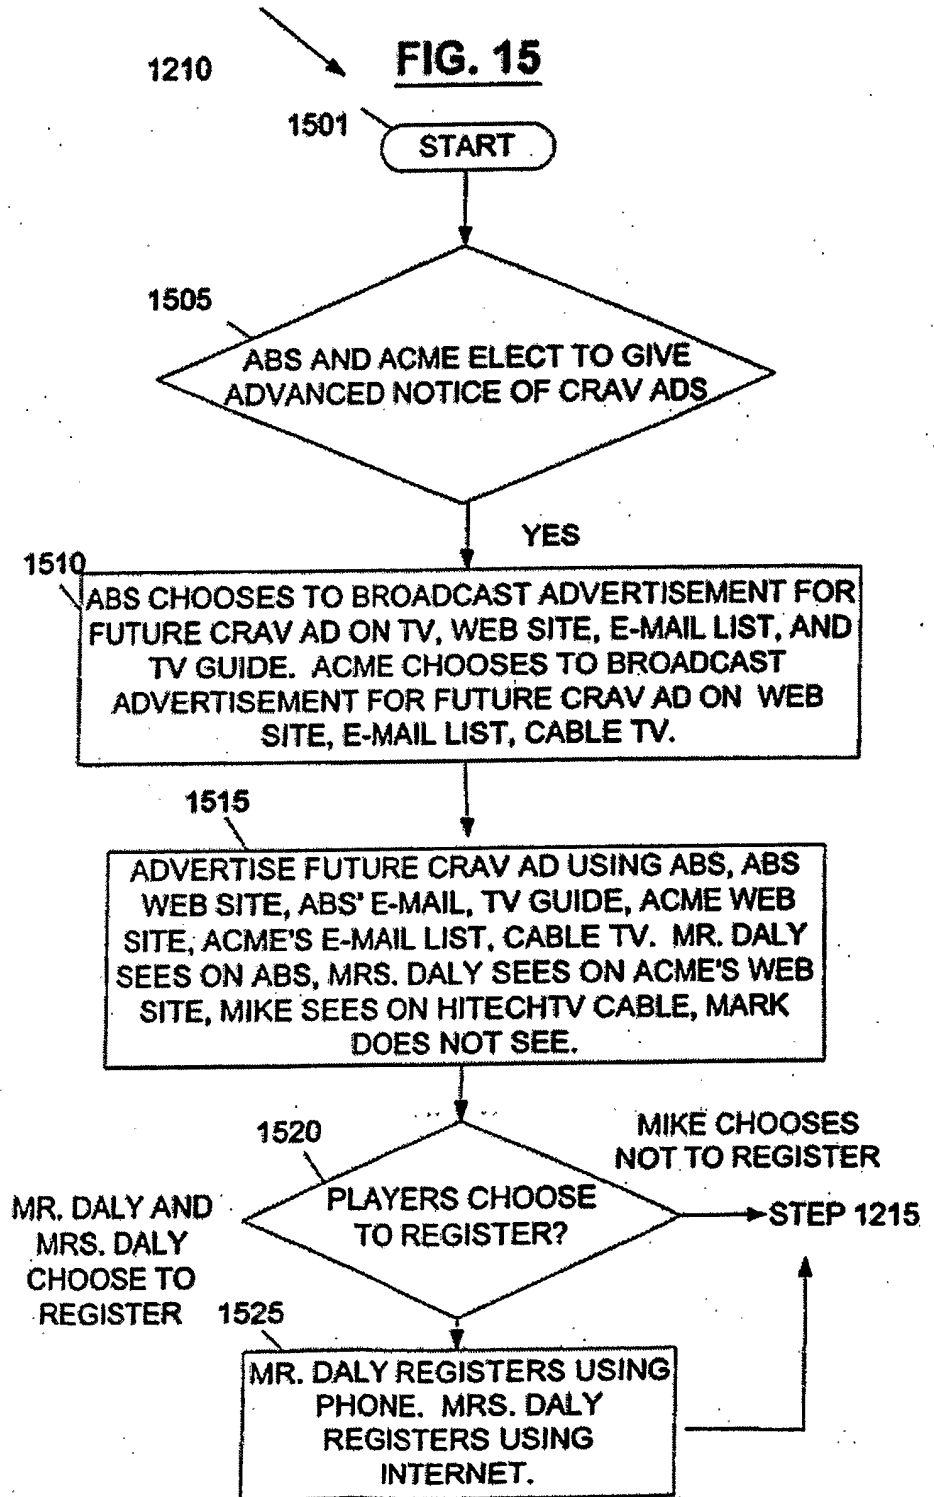 1210
FIG. 15
1501
START
1505
ABS AND ACME ELECT TO GIVE
ADVANCED NOTICE OF CRAV ADS
YES
1510
ABS CHOOSES TO BROADCAST ADVERTISEMENT FOR
FUTURE CRAV AD ON TV, WEB SITE, E-MAIL LIST, AND
TV GUIDE. ACME CHOOSES TO BROADCAST
ADVERTISEMENT FOR FUTURE CRAV AD ON WEB
SITE, E-MAIL LIST, CABLE TV.
1515
ADVERTISE FUTURE CRAV AD USING ABS, ABS
WEB SITE, ABS' E-MAIL, TV GUIDE, ACME WEB
SITE, ACME'S E-MAIL LIST, CABLE TV. MR. DALY
SEES ON ABS, MRS. DALY SEES ON ACME'S WEB
SITE, MIKE SEES ON HITECHTV CABLE, MARK
DOES NOT SEE.
1520
PLAYERS CHOOSE
TO REGISTER?
MIKE CHOOSES
NOT TO REGISTER
STEP 1215
MR. DALY AND
MRS. DALY
CHOOSE TO
REGISTER
1525
MR. DALY REGISTERS USING
PHONE. MRS. DALY
REGISTERS USING
INTERNET.